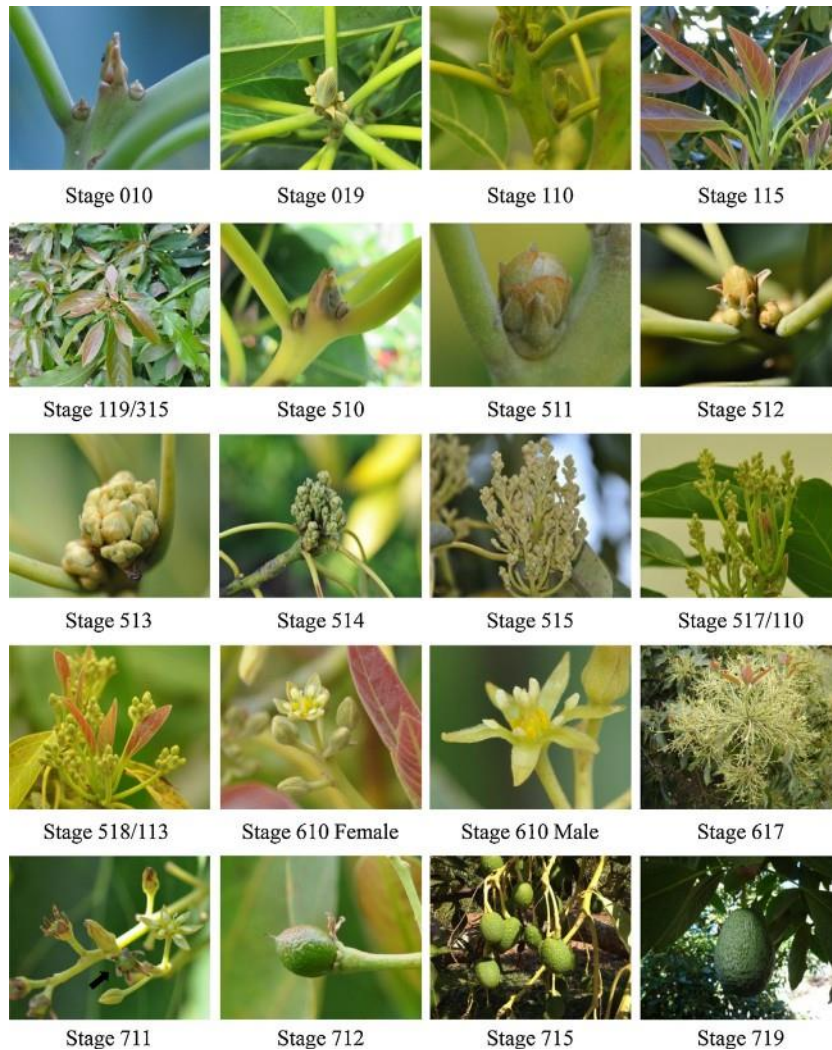 Stage 010 Stage 019 Stage 110 Stage 115
Stage 119/315 Stage 510 Stage 511 Stage 512
Stage 513 Stage 514 Stage 515 Stage 517/110
Stage 518/113 Stage 610 Female Stage 610 Male Stage 617
Stage 711 Stage 712 Stage 715 Stage 719